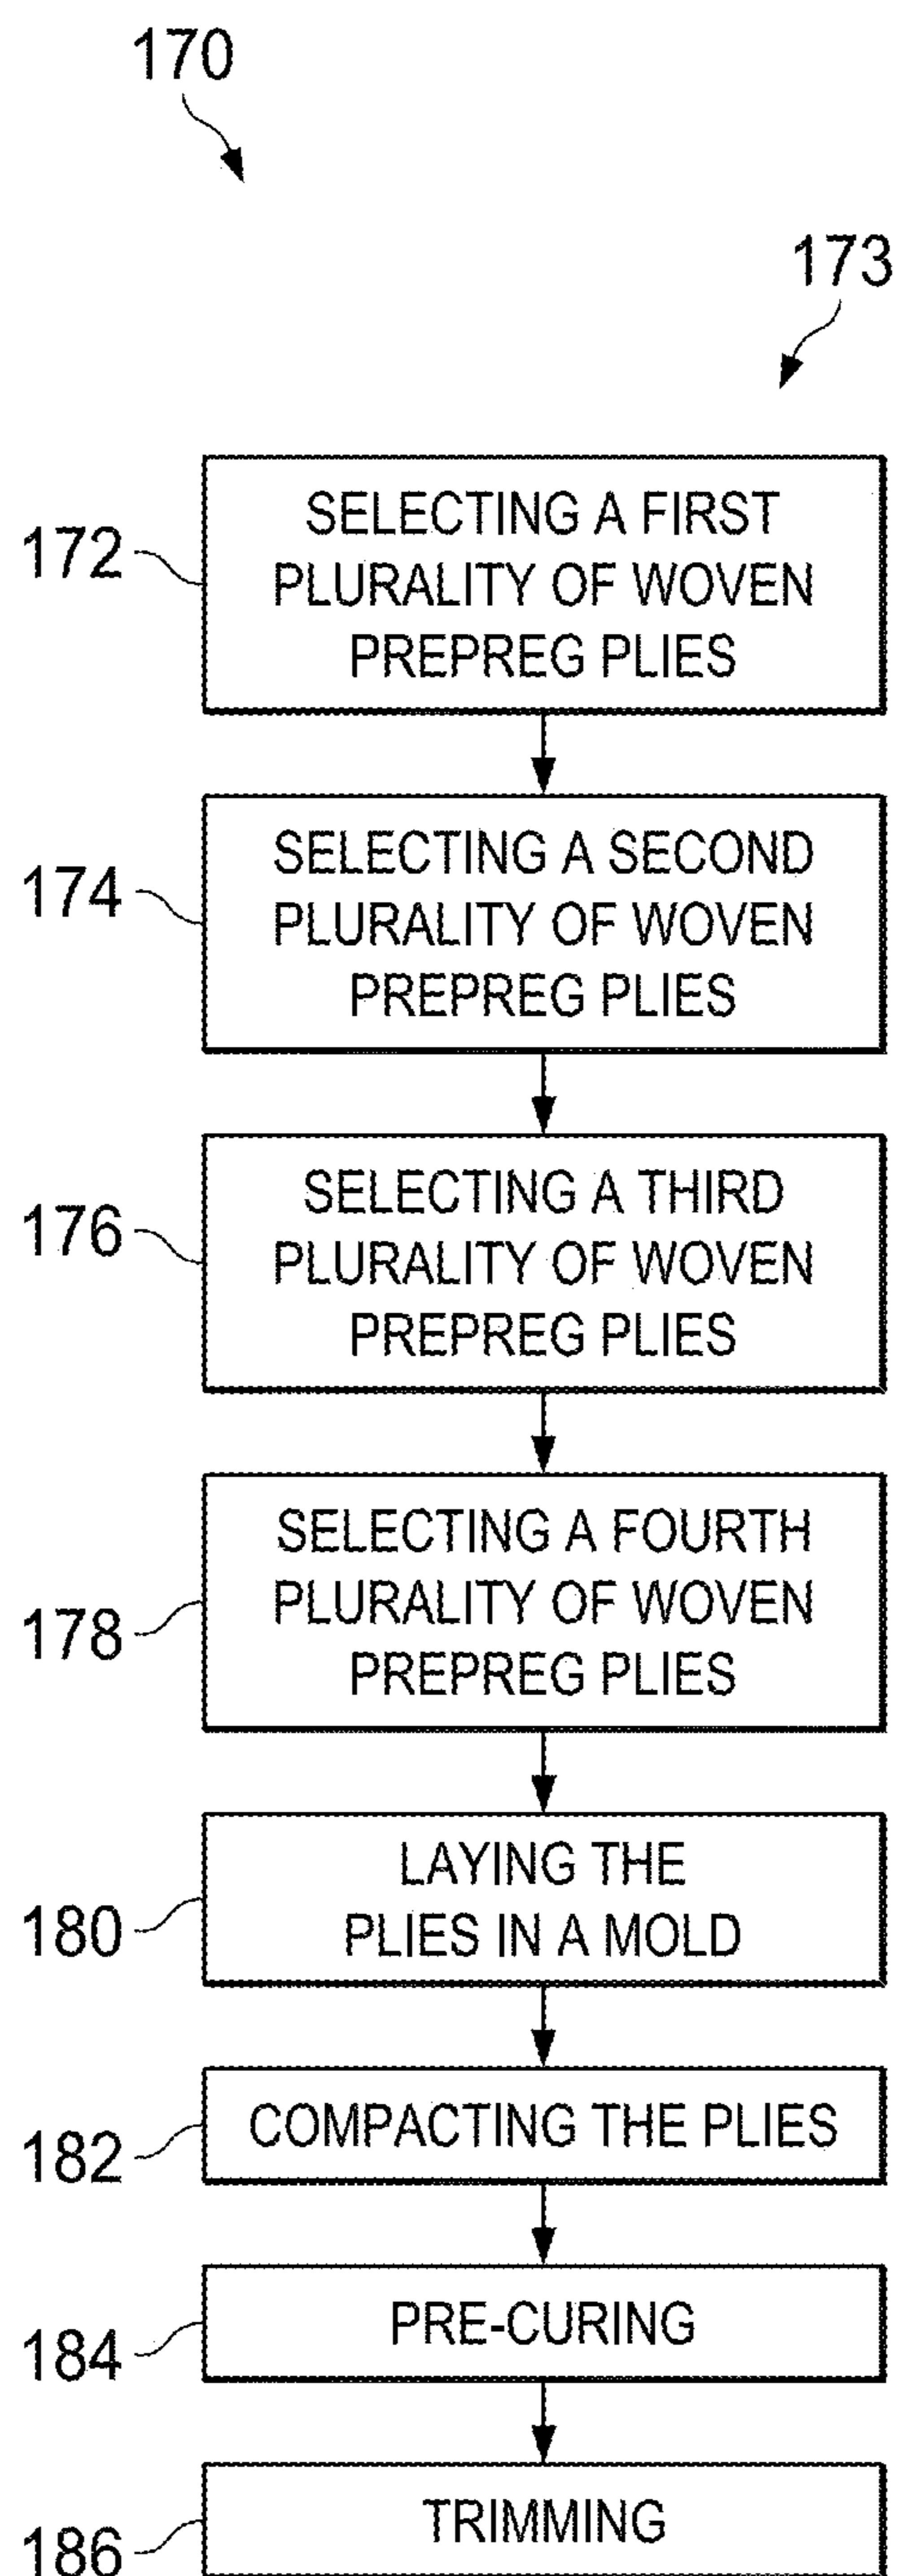 170
173
172
SELECTING A FIRST
PLURALITY OF WOVEN
PREPREG PLIES
174
SELECTING A SECOND
PLURALITY OF WOVEN
PREPREG PLIES
176
SELECTING A THIRD
PLURALITY OF WOVEN
PREPREG PLIES
178
SELECTING A FOURTH
PLURALITY OF WOVEN
PREPREG PLIES
180
LAYING THE
PLIES IN A MOLD
182
COMPACTING THE PLIES
184
PRE-CURING
186
TRIMMING